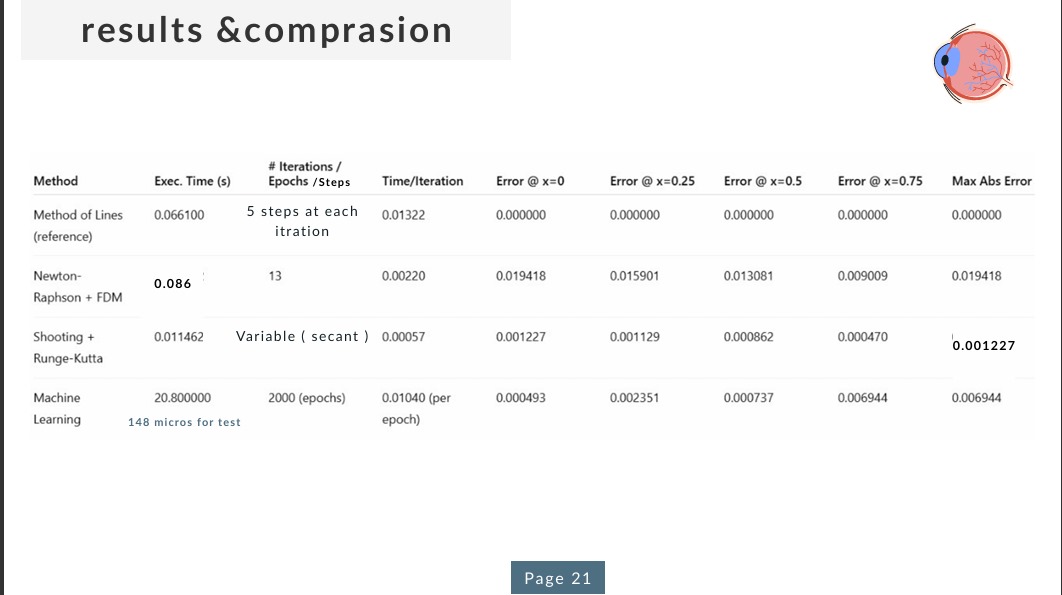 results &comprasion
Method Exec. Time (s) # Iterations / Epochs /Steps Time/Iteration Error @ x=0 Error @ x=0.25 Error @ x=0.5 Error @ x=0.75 Max Abs Error
Method of Lines (reference) 0.066100 5 steps at each itration 0.01322 0.000000 0.000000 0.000000 0.000000 0.000000
Newton-Raphson + FDM 0.086 13 0.00220 0.019418 0.015901 0.013081 0.009009 0.019418
Shooting + Runge-Kutta 0.011462 Variable ( secant ) 0.00057 0.001227 0.001129 0.000862 0.000470 0.001227
Machine Learning 20.800000 2000 (epochs) 0.01040 (per epoch) 0.000493 0.002351 0.000737 0.006944 0.006944
148 micros for test
Page 21